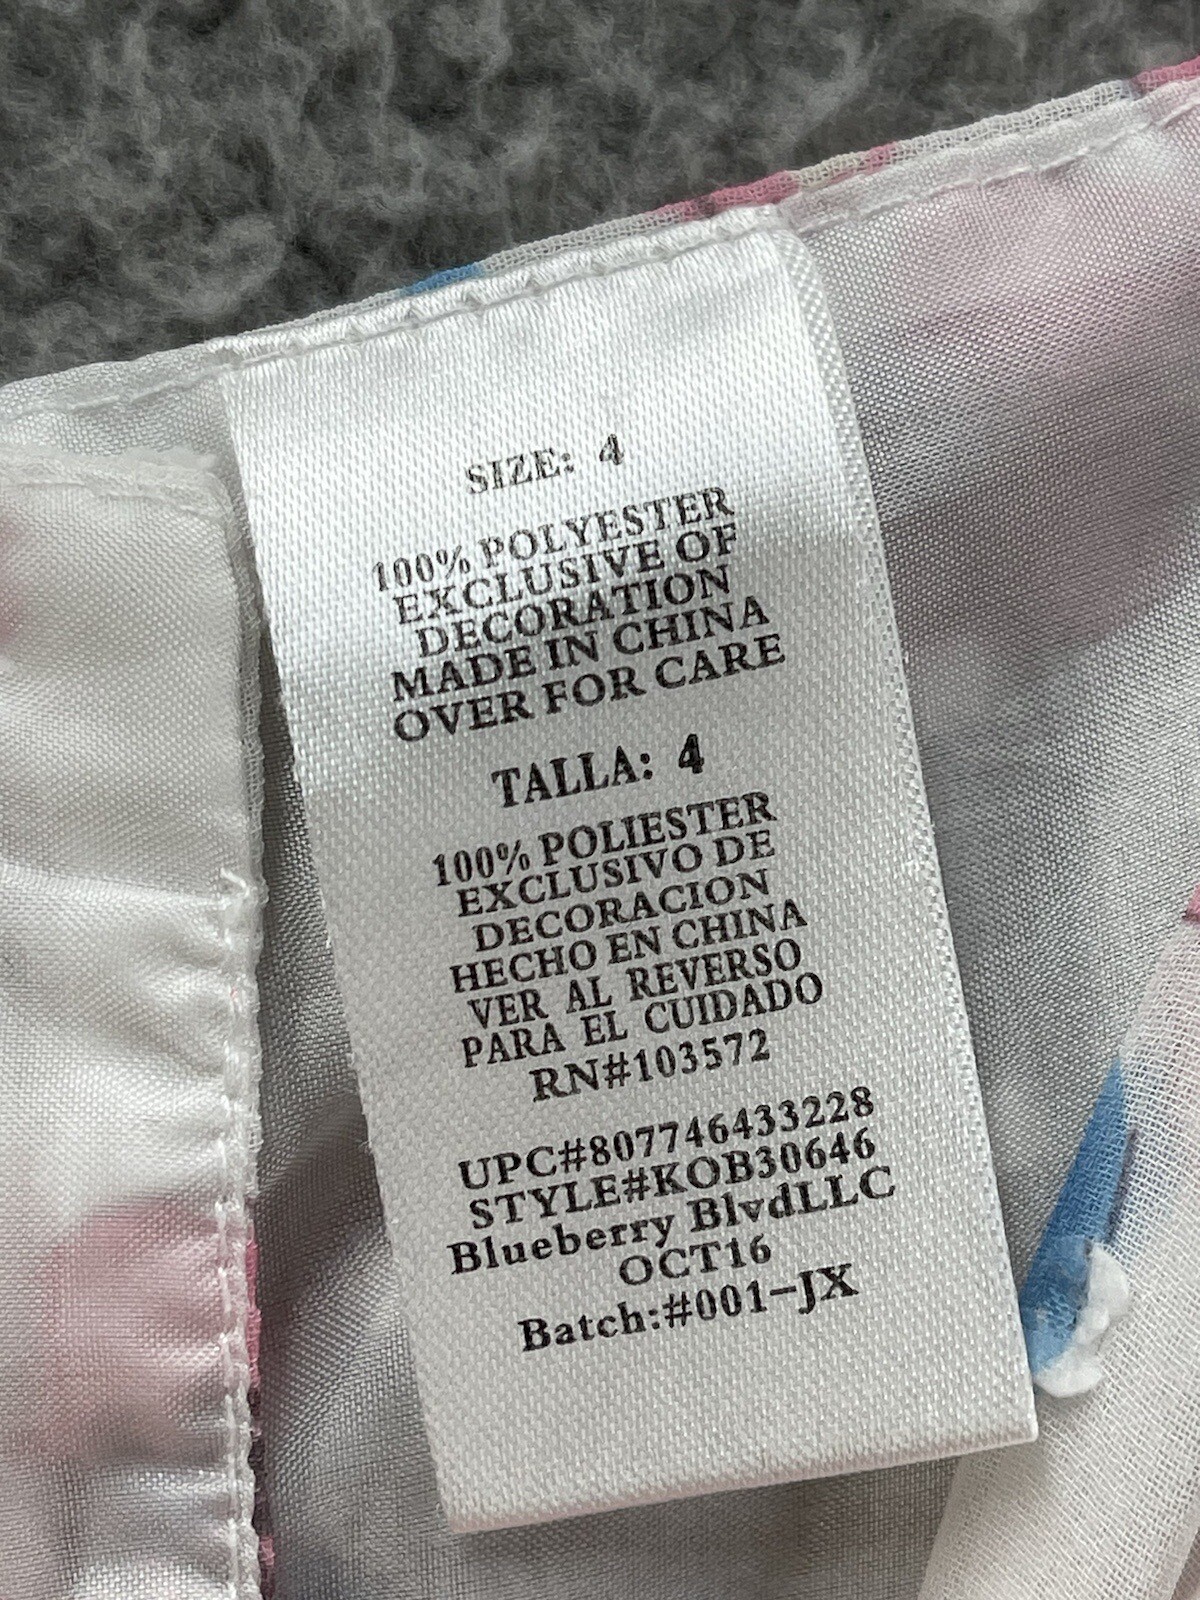 SIZE: 4
100% POLYESTER
EXCLUSIVE OF
DECORATION
MADE IN CHINA
OVER FOR CARE
TALLA: 4
100% POLIESTER
EXCLUSIVO DE
DECORACION
HECHO EN CHINA
VER AL REVERSO
PARA EL CUIDADO
RN#103572
UPC#807746433228
STYLE#KOB30646
Blueberry BlvdLLC
OCT16
Batch:#001-JX